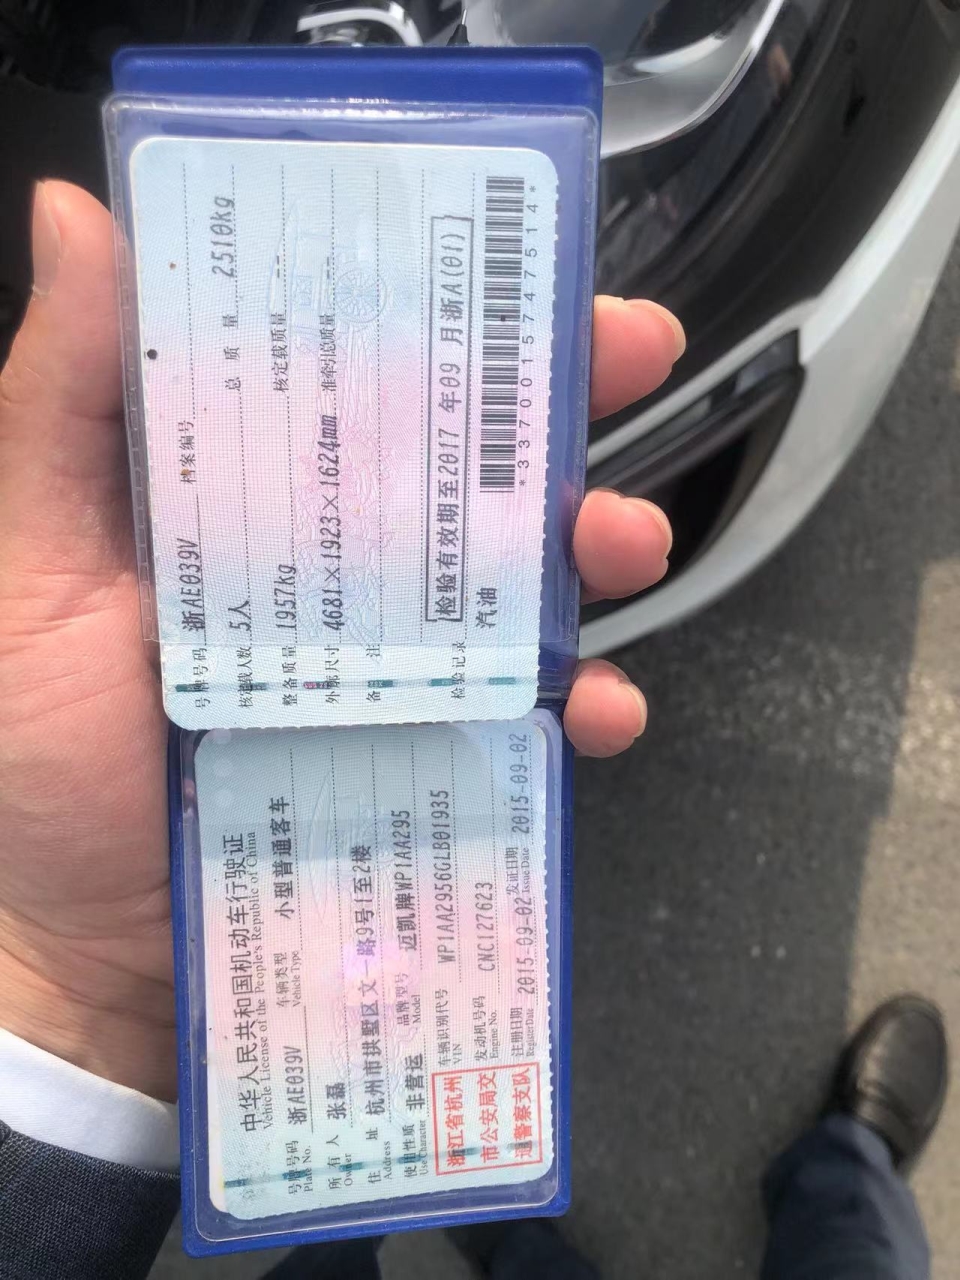 中华人民共和国机动车行驶证
Vehicle License of the People's Republic of China
号牌号码 浙AE039V 车辆类型 小型普通客车
Plate No. Vehicle Type
所有人 张磊
Owner
住址 杭州市拱墅区文一路9号1至2楼
Address
使用性质 非营运 品牌型号 迈凯牌WP1AA295
Use Character Model
浙江省杭州
市公安局交
通警察支队
车辆识别代号 WP1AA2956GLB01935
VIN
发动机号码 CNC127623
Engine No.
注册日期 2015-09-02 发证日期 2015-09-02
Register Date Issue Date
号牌号码 浙AE039V 档案编号
核定载人数 5人 总质量 2510kg
整备质量 1957kg 核定载质量 --
外廓尺寸 4681×1923×1624mm 准牵引总质量 --
备注
检验记录 检验有效期至2017年09月浙A(01)
汽油
*3370015747514*